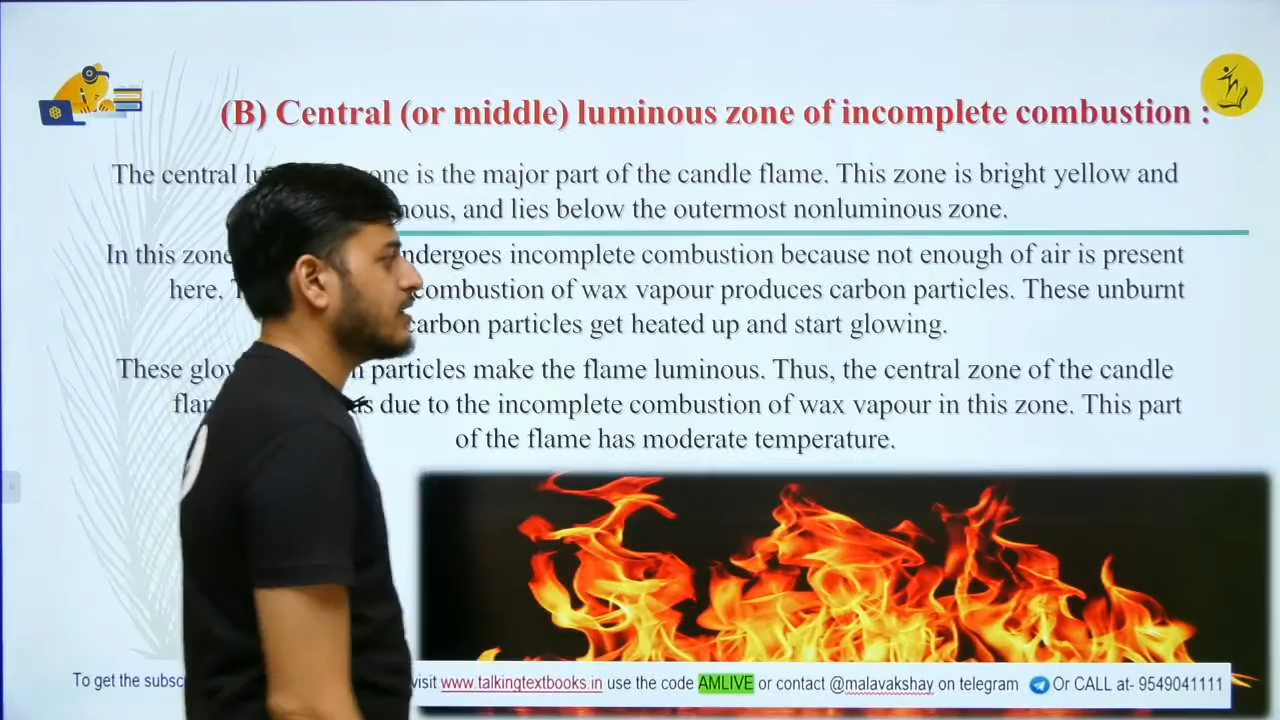 (B) Central (or middle) luminous zone of incomplete combustion :
The central zone is the major part of the candle flame. This zone is bright yellow and
and lies below the outermost nonluminous zone.
In this zone undergoes incomplete combustion because not enough of air is present
here. combustion of wax vapour produces carbon particles. These unburnt
carbon particles get heated up and start glowing.
These particles make the flame luminous. Thus, the central zone of the candle
due to the incomplete combustion of wax vapour in this zone. This part
of the flame has moderate temperature.
To get the visit www.talkingtextbooks.in use the code AMLIVE or contact @malavakshay on telegram Or CALL at- 9549041111